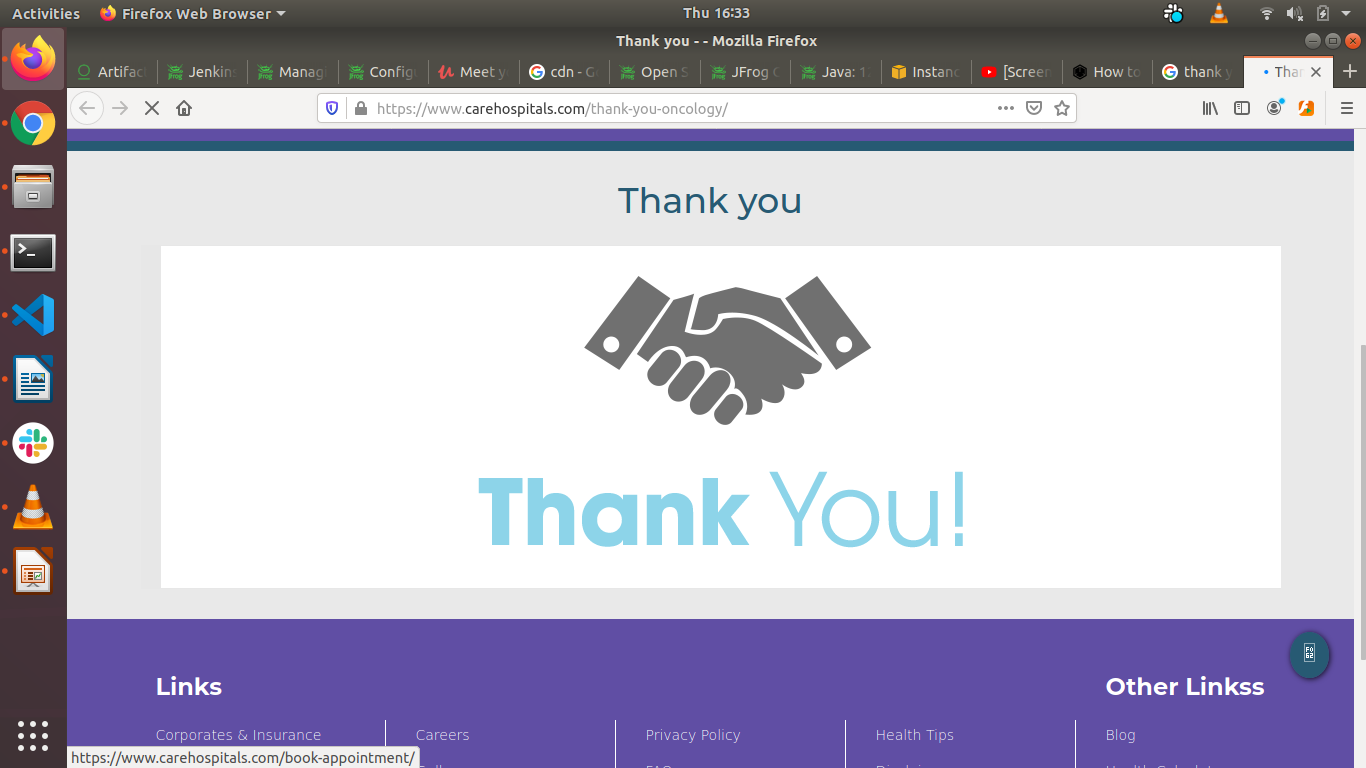 Activities Firefox Web Browser Thu 16:33
Thank you - - Mozilla Firefox
Artifac Jenkin Manag Config Meet y cdn - G Open S JFrog C Java: 1 Instanc [Screen How to thank y Than
https://www.carehospitals.com/thank-you-oncology/
Thank you
Thank You!
Links Other Linkss
Corporates & Insurance Careers Privacy Policy Health Tips Blog
https://www.carehospitals.com/book-appointment/